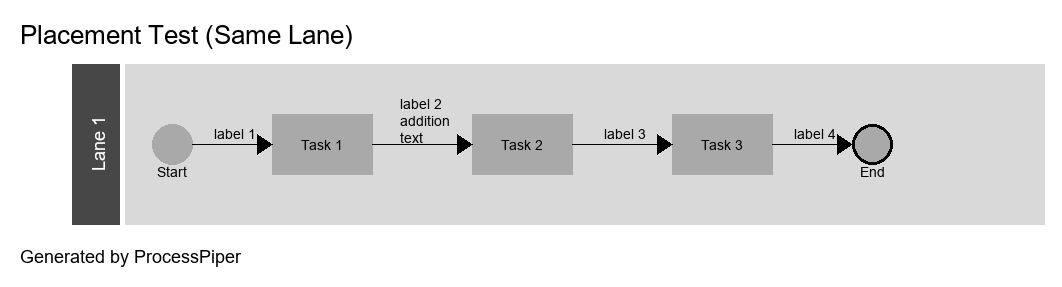 Placement Test (Same Lane)
Lane 1
Start
label 1
Task 1
label 2
addition
text
Task 2
label 3
Task 3
label 4
End
Generated by ProcessPiper